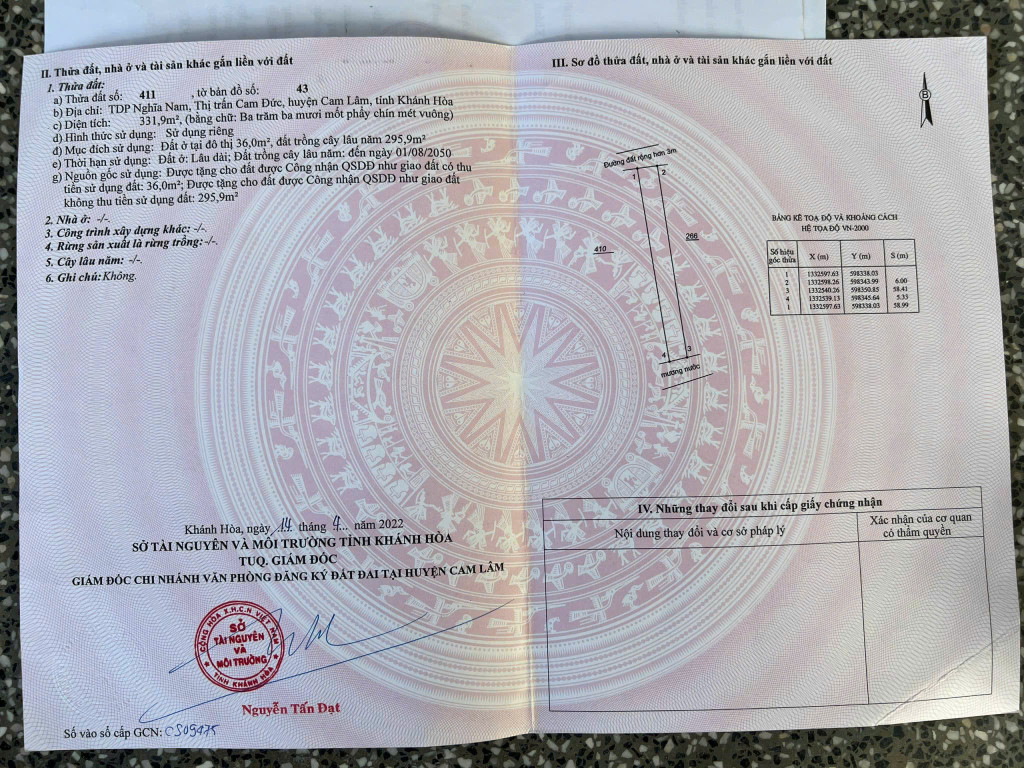 II. Thửa đất, nhà ở và tài sản khác gắn liền với đất
1. Thửa đất:
a) Thửa đất số: 411 , tờ bản đồ số: 43
b) Địa chỉ: TDP Nghĩa Nam, Thị trấn Cam Đức, huyện Cam Lâm, tỉnh Khánh Hòa
c) Diện tích: 331,9m², (bằng chữ: Ba trăm ba mươi mốt phẩy chín mét vuông)
d) Hình thức sử dụng: Sử dụng riêng
đ) Mục đích sử dụng: Đất ở tại đô thị 36,0m², đất trồng cây lâu năm 295,9m²
e) Thời hạn sử dụng: Đất ở: Lâu dài; Đất trồng cây lâu năm: đến ngày 01/08/2050
g) Nguồn gốc sử dụng: Được tặng cho đất được Công nhận QSDĐ như giao đất có thu
tiền sử dụng đất: 36,0m²; Được tặng cho đất được Công nhận QSDĐ như giao đất
không thu tiền sử dụng đất: 295,9m²
2. Nhà ở: -/-.
3. Công trình xây dựng khác: -/-.
4. Rừng sản xuất là rừng trồng: -/-.
5. Cây lâu năm: -/-.
6. Ghi chú: Không.
Khánh Hòa, ngày 14 tháng 4... năm 2022
SỞ TÀI NGUYÊN VÀ MÔI TRƯỜNG TỈNH KHÁNH HÒA
TUQ. GIÁM ĐỐC
GIÁM ĐỐC CHI NHÁNH VĂN PHÒNG ĐĂNG KÝ ĐẤT ĐAI TẠI HUYỆN CAM LÂM
CỘNG HÒA X.H.C.N VIỆT NAM
SỞ
TÀI NGUYÊN
VÀ
MÔI TRƯỜNG
TỈNH KHÁNH HÒA
Nguyễn Tấn Đạt
Số vào sổ cấp GCN: CS09475
III. Sơ đồ thửa đất, nhà ở và tài sản khác gắn liền với đất
B
Đường đất rộng hơn 3m
1 2
410 266
4 3
mương nước
BẢNG KÊ TOẠ ĐỘ VÀ KHOẢNG CÁCH
HỆ TỌA ĐỘ VN-2000
Số hiệu góc thửa X (m) Y (m) S (m)
1 1332597.63 598338.03
2 1332598.26 598343.99 6.00
3 1332540.26 598350.85 58.41
4 1332539.13 598345.64 5.33
1 1332597.63 598338.03 58.99
IV. Những thay đổi sau khi cấp giấy chứng nhận
Nội dung thay đổi và cơ sở pháp lý
Xác nhận của cơ quan
có thẩm quyền